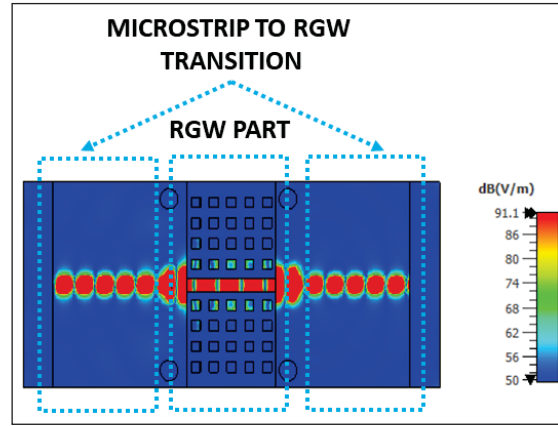 MICROSTRIP TO RGW
TRANSITION
RGW PART
dB(V/m)
91.1
86
80
74
68
62
56
50